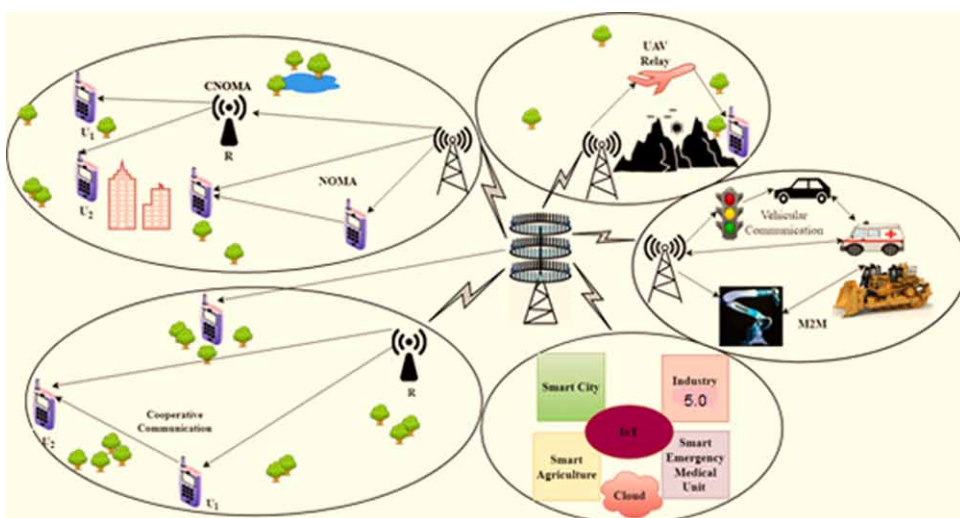 CNOMA
U1
R
U2
NOMA
UAV
Relay
Vehicular
Communication
M2M
R
Cooperative
Communication
U2
U1
Smart City
Industry
5.0
IoT
Smart
Agriculture
Smart
Emergency
Medical
Unit
Cloud